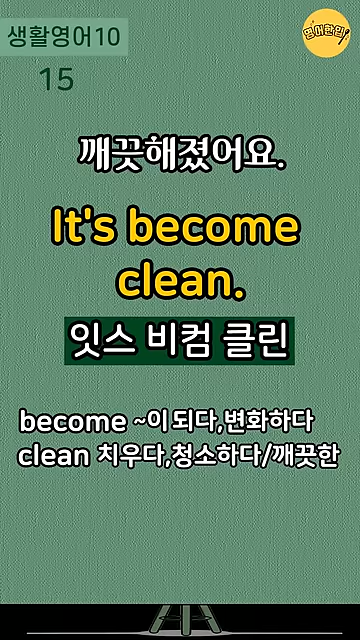 생활영어10
영어한입
15
깨끗해졌어요.
It's become
clean.
잇스 비컴 클린
become ~이 되다,변화하다
clean 치우다,청소하다/깨끗한